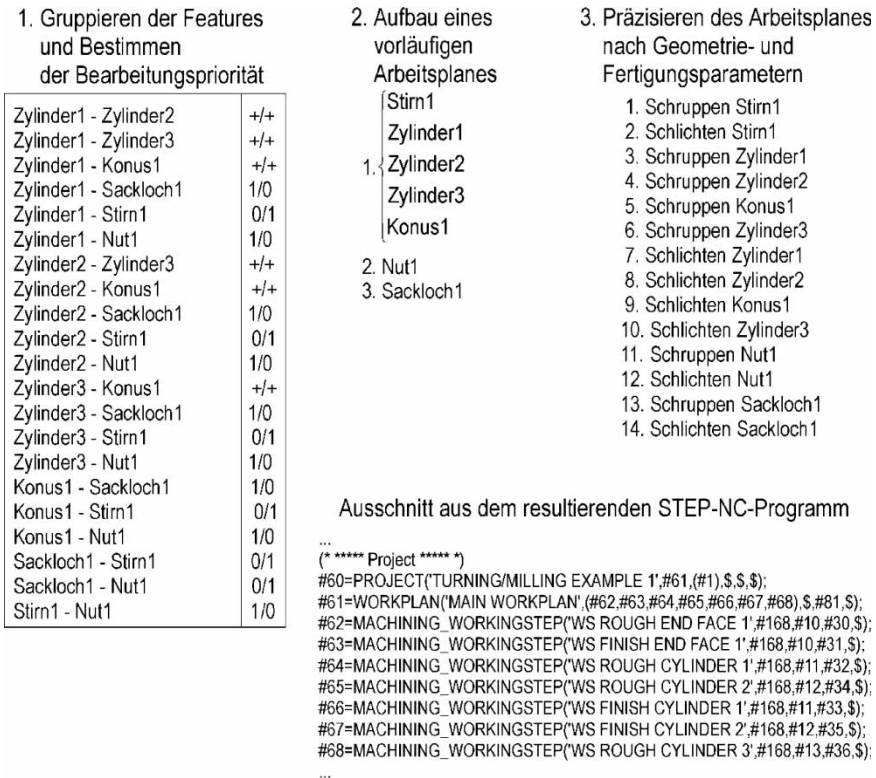 1. Gruppieren der Features
und Bestimmen
der Bearbeitungspriorität
Zylinder1 - Zylinder2 +/+
Zylinder1 - Zylinder3 +/+
Zylinder1 - Konus1 +/+
Zylinder1 - Sackloch1 1/0
Zylinder1 - Stirn1 0/1
Zylinder1 - Nut1 1/0
Zylinder2 - Zylinder3 +/+
Zylinder2 - Konus1 +/+
Zylinder2 - Sackloch1 1/0
Zylinder2 - Stirn1 0/1
Zylinder2 - Nut1 1/0
Zylinder3 - Konus1 +/+
Zylinder3 - Sackloch1 1/0
Zylinder3 - Stirn1 0/1
Zylinder3 - Nut1 1/0
Konus1 - Sackloch1 1/0
Konus1 - Stirn1 0/1
Konus1 - Nut1 1/0
Sackloch1 - Stirn1 0/1
Sackloch1 - Nut1 0/1
Stirn1 - Nut1 1/0
2. Aufbau eines
vorläufigen
Arbeitsplanes
Stirn1
Zylinder1
1. Zylinder2
Zylinder3
Konus1
2. Nut1
3. Sackloch1
3. Präzisieren des Arbeitsplanes
nach Geometrie- und
Fertigungsparametern
1. Schruppen Stirn1
2. Schlichten Stirn1
3. Schruppen Zylinder1
4. Schruppen Zylinder2
5. Schruppen Konus1
6. Schruppen Zylinder3
7. Schlichten Zylinder1
8. Schlichten Zylinder2
9. Schlichten Konus1
10. Schlichten Zylinder3
11. Schruppen Nut1
12. Schlichten Nut1
13. Schruppen Sackloch1
14. Schlichten Sackloch1
Ausschnitt aus dem resultierenden STEP-NC-Programm
...
(* ***** Project ***** *)
#60=PROJECT('TURNING/MILLING EXAMPLE 1',#61,(#1),$,$,$);
#61=WORKPLAN('MAIN WORKPLAN',(#62,#63,#64,#65,#66,#67,#68),$,#81,$);
#62=MACHINING_WORKINGSTEP('WS ROUGH END FACE 1',#168,#10,#30,$);
#63=MACHINING_WORKINGSTEP('WS FINISH END FACE 1',#168,#10,#31,$);
#64=MACHINING_WORKINGSTEP('WS ROUGH CYLINDER 1',#168,#11,#32,$);
#65=MACHINING_WORKINGSTEP('WS ROUGH CYLINDER 2',#168,#12,#34,$);
#66=MACHINING_WORKINGSTEP('WS FINISH CYLINDER 1',#168,#11,#33,$);
#67=MACHINING_WORKINGSTEP('WS FINISH CYLINDER 2',#168,#12,#35,$);
#68=MACHINING_WORKINGSTEP('WS ROUGH CYLINDER 3',#168,#13,#36,$);
...